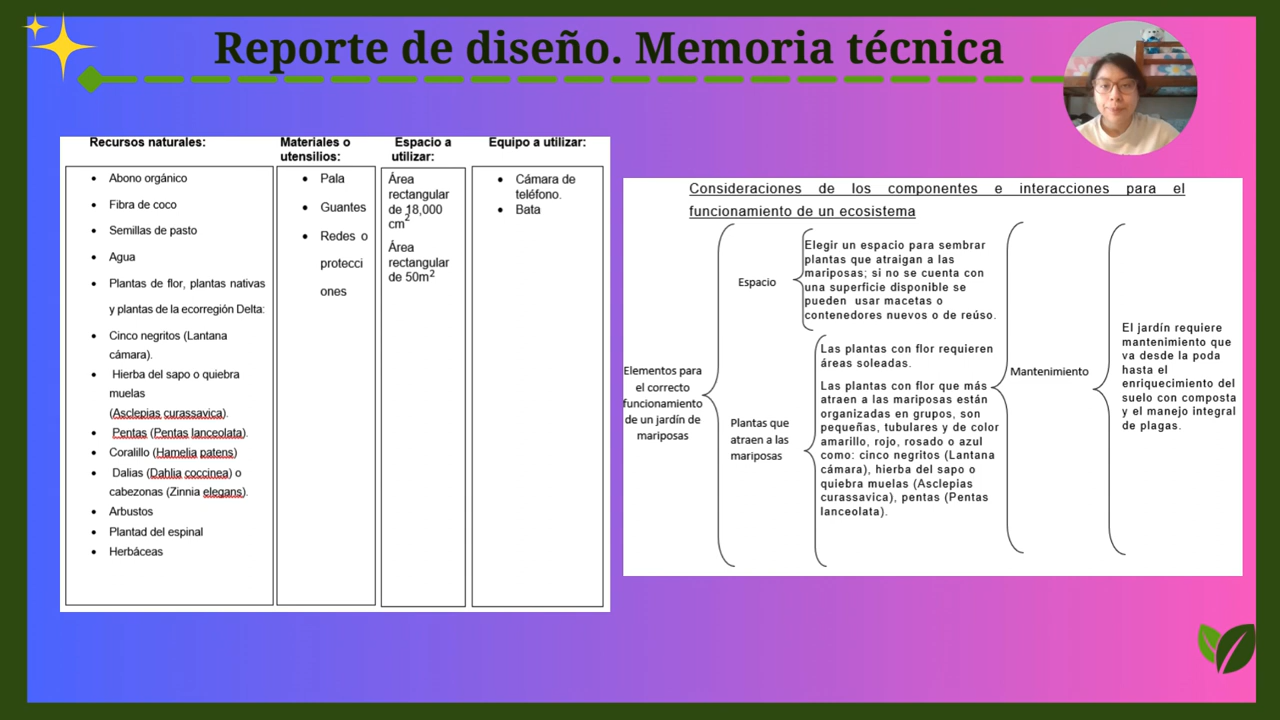 Reporte de diseño. Memoria técnica
Recursos naturales:
Abono orgánico
Fibra de coco
Semillas de pasto
Agua
Plantas de flor, plantas nativas
y plantas de la ecorregión Delta:
Cinco negritos (Lantana
cámara).
Hierba del sapo o quiebra
muelas
(Asclepias curassavica).
Pentas (Pentas lanceolata).
Coralillo (Hamelia patens)
Dalias (Dahlia coccinea) o
cabezonas (Zinnia elegans).
Arbustos
Plantad del espinal
Herbáceas
Materiales o
utensilios:
Pala
Guantes
Redes o
protecci
ones
Espacio a
utilizar:
Área
rectangular
de 18,000
cm2
Área
rectangular
de 50m2
Equipo a utilizar:
Cámara de
teléfono.
Bata
Consideraciones de los componentes e interacciones para el
funcionamiento de un ecosistema
Elementos para
el correcto
funcionamiento
de un jardín de
mariposas
Espacio
Elegir un espacio para sembrar
plantas que atraigan a las
mariposas; si no se cuenta con
una superficie disponible se
pueden usar macetas o
contenedores nuevos o de reúso.
Plantas que
atraen a las
mariposas
Las plantas con flor requieren
áreas soleadas.
Las plantas con flor que más
atraen a las mariposas están
organizadas en grupos, son
pequeñas, tubulares y de color
amarillo, rojo, rosado o azul
como: cinco negritos (Lantana
cámara), hierba del sapo o
quiebra muelas (Asclepias
curassavica), pentas (Pentas
lanceolata).
Mantenimiento
El jardín requiere
mantenimiento que
va desde la poda
hasta el
enriquecimiento del
suelo con composta
y el manejo integral
de plagas.